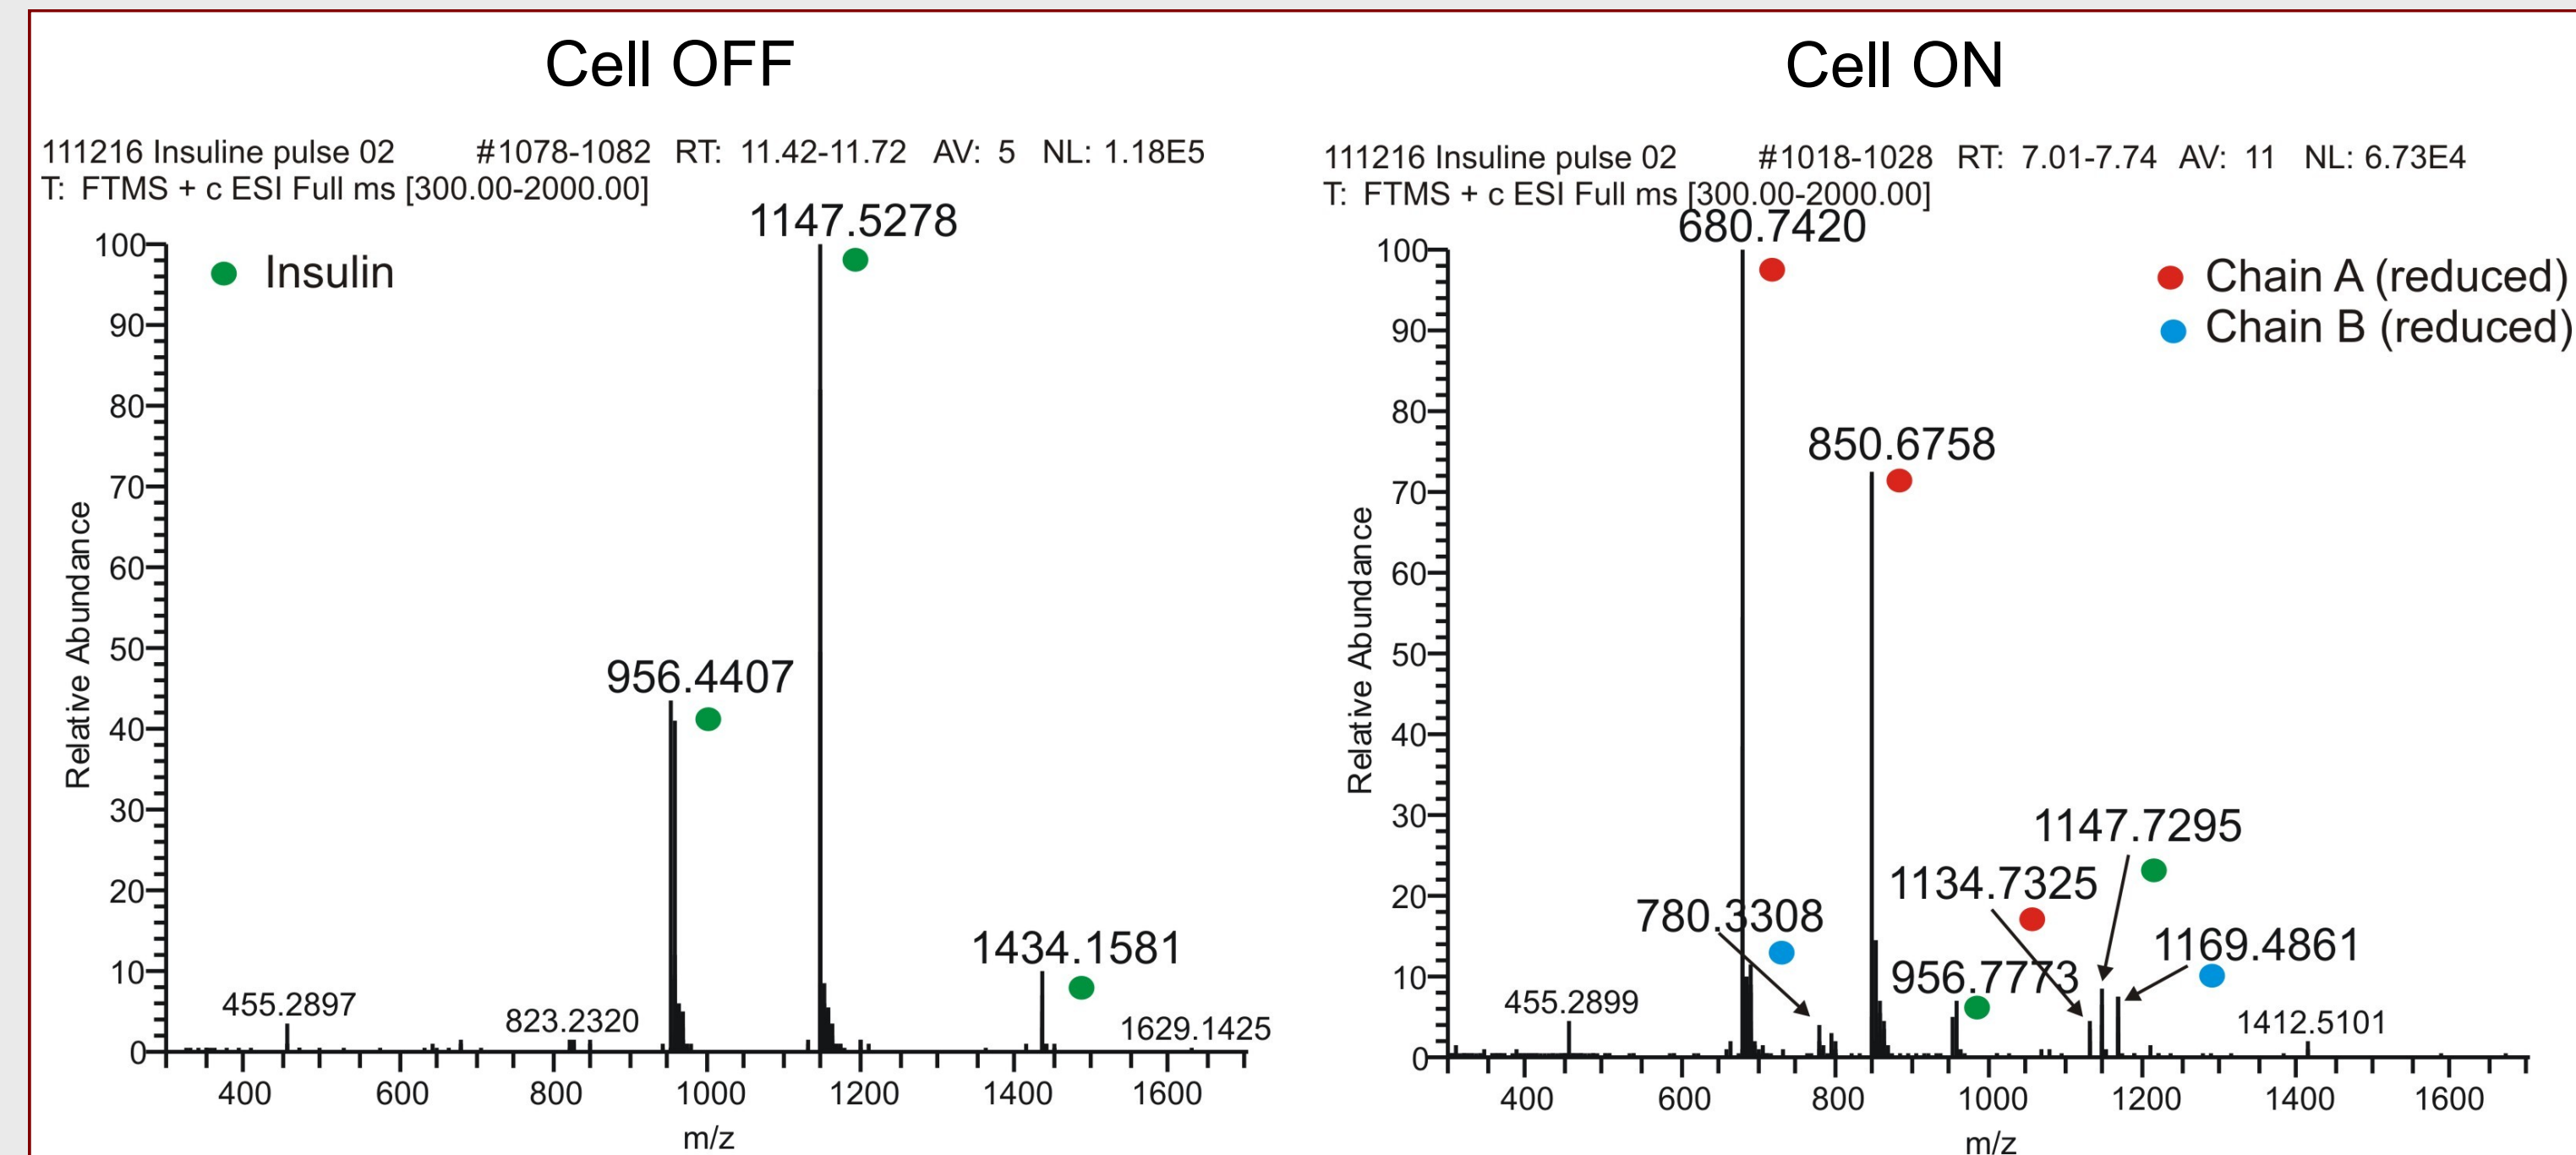 Cell OFF
111216 Insuline pulse 02 #1078-1082 RT: 11.42-11.72 AV: 5 NL: 1.18E5
T: FTMS + c ESI Full ms [300.00-2000.00]
1147.5278
Insulin
956.4407
1434.1581
455.2897
823.2320
1629.1425
100
90
80
70
60
50
40
30
20
10
0
Relative Abundance
400 600 800 1000 1200 1400 1600
m/z
Cell ON
111216 Insuline pulse 02 #1018-1028 RT: 7.01-7.74 AV: 11 NL: 6.73E4
T: FTMS + c ESI Full ms [300.00-2000.00]
680.7420
Chain A (reduced)
Chain B (reduced)
850.6758
1147.7295
1134.7325
780.3308
1169.4861
956.7773
455.2899
1412.5101
100
90
80
70
60
50
40
30
20
10
0
Relative Abundance
400 600 800 1000 1200 1400 1600
m/z